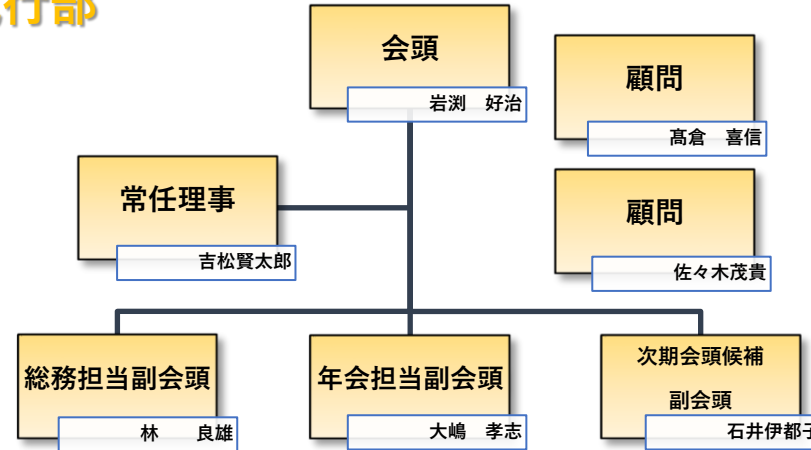 行部
会頭
岩渕　好治
顧問
髙倉　喜信
常任理事
吉松賢太郎
顧問
佐々木茂貴
総務担当副会頭
林　　良雄
年会担当副会頭
大嶋　孝志
次期会頭候補
副会頭
石井伊都子